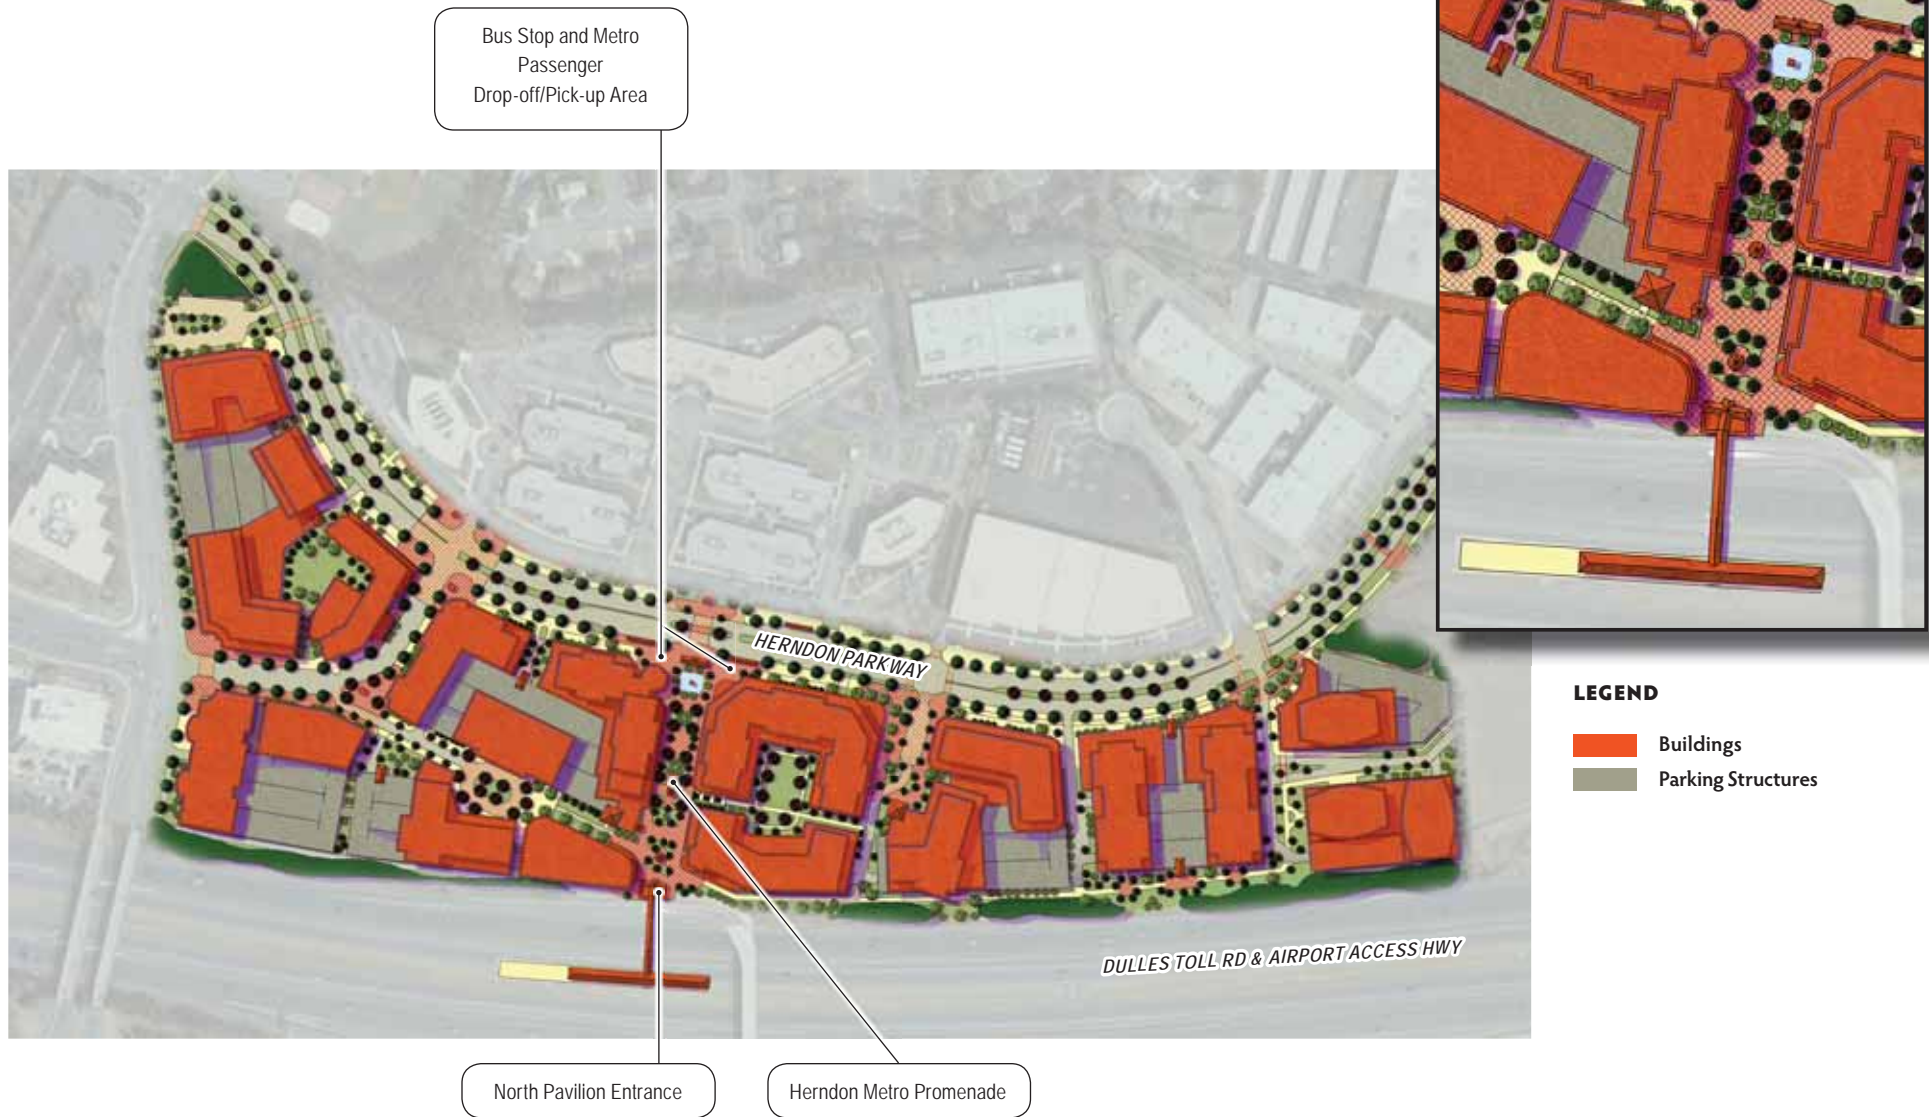 Bus Stop and Metro
Passenger
Drop-off/Pick-up Area
HERNDON PARKWAY
LEGEND
Buildings
Parking Structures
DULLES TOLL RD & AIRPORT ACCESS HWY
North Pavilion Entrance
Herndon Metro Promenade